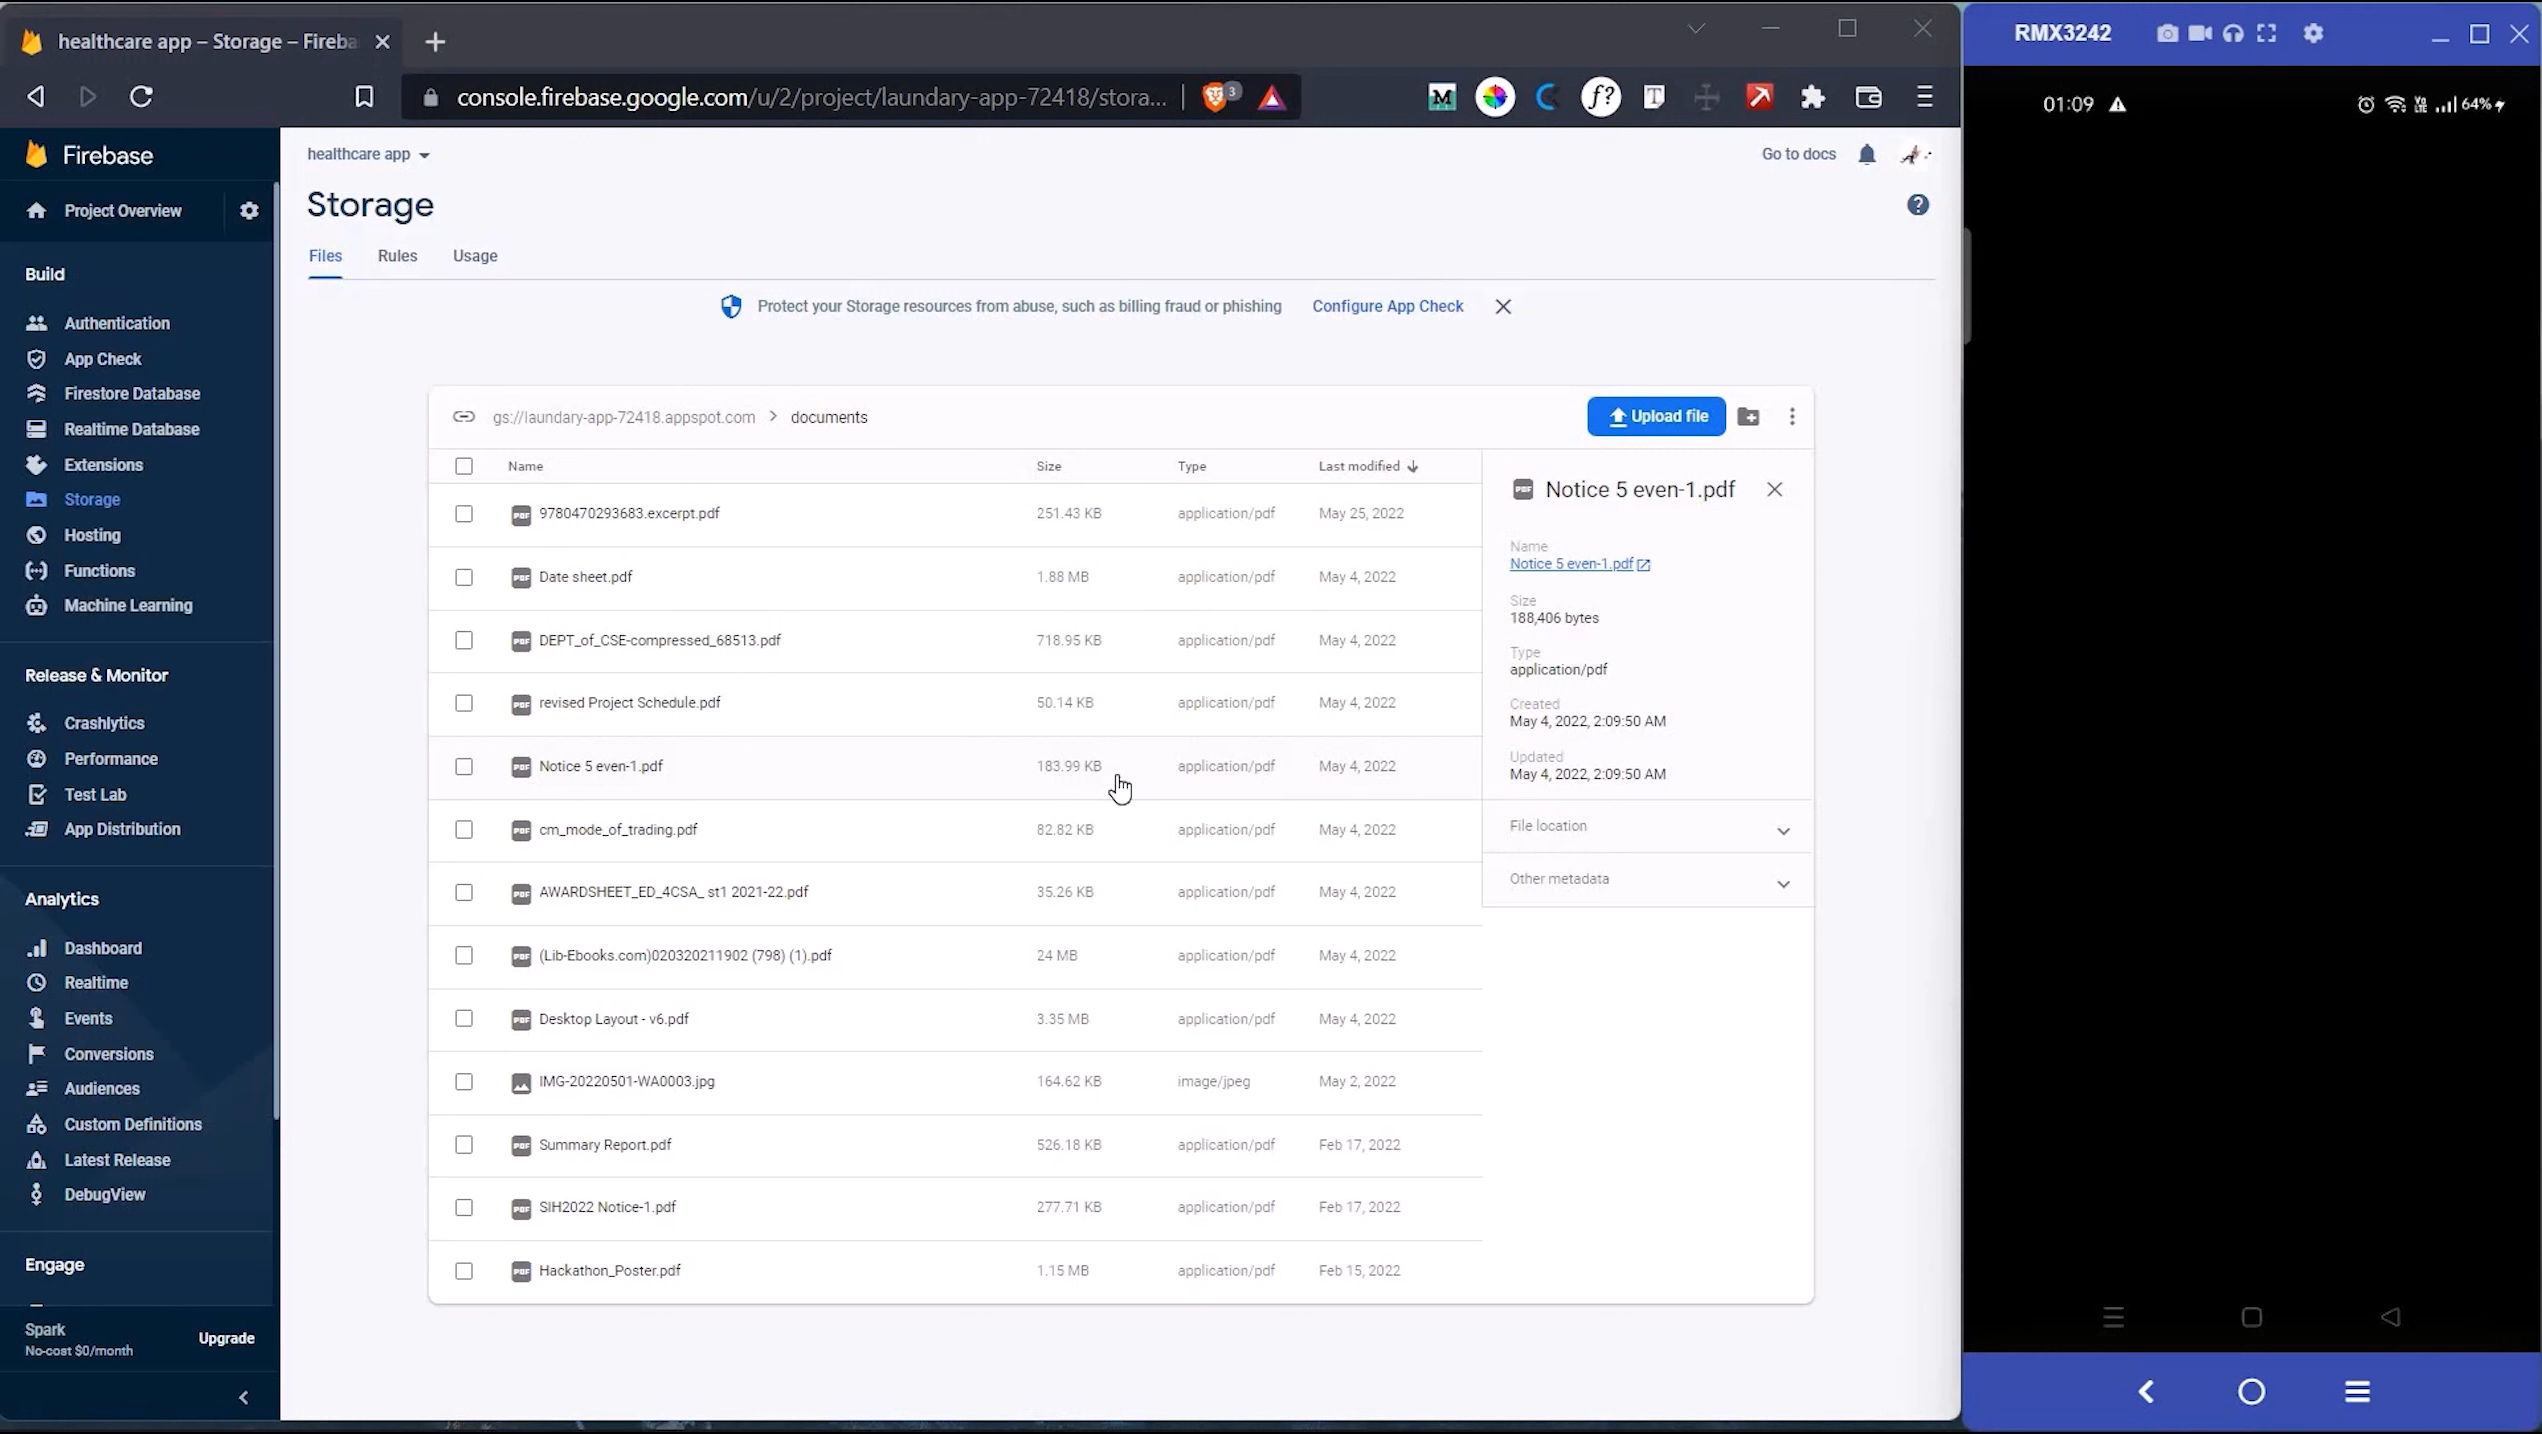 healthcare app – Storage – Fireba
console.firebase.google.com/u/2/project/laundary-app-72418/stora...
3
M
f?
T
RMX3242
01:09
64%
Firebase
Project Overview
Build
Authentication
App Check
Firestore Database
Realtime Database
Extensions
Storage
Hosting
Functions
Machine Learning
Release & Monitor
Crashlytics
Performance
Test Lab
App Distribution
Analytics
Dashboard
Realtime
Events
Conversions
Audiences
Custom Definitions
Latest Release
DebugView
Engage
Spark
No-cost $0/month
Upgrade
healthcare app
Go to docs
Storage
Files Rules Usage
Protect your Storage resources from abuse, such as billing fraud or phishing Configure App Check
gs://laundary-app-72418.appspot.com > documents
Upload file
Name Size Type Last modified
9780470293683.excerpt.pdf 251.43 KB application/pdf May 25, 2022
Date sheet.pdf 1.88 MB application/pdf May 4, 2022
DEPT_of_CSE-compressed_68513.pdf 718.95 KB application/pdf May 4, 2022
revised Project Schedule.pdf 50.14 KB application/pdf May 4, 2022
Notice 5 even-1.pdf 183.99 KB application/pdf May 4, 2022
cm_mode_of_trading.pdf 82.82 KB application/pdf May 4, 2022
AWARDSHEET_ED_4CSA_ st1 2021-22.pdf 35.26 KB application/pdf May 4, 2022
(Lib-Ebooks.com)020320211902 (798) (1).pdf 24 MB application/pdf May 4, 2022
Desktop Layout - v6.pdf 3.35 MB application/pdf May 4, 2022
IMG-20220501-WA0003.jpg 164.62 KB image/jpeg May 2, 2022
Summary Report.pdf 526.18 KB application/pdf Feb 17, 2022
SIH2022 Notice-1.pdf 277.71 KB application/pdf Feb 17, 2022
Hackathon_Poster.pdf 1.15 MB application/pdf Feb 15, 2022
Notice 5 even-1.pdf
Name
Notice 5 even-1.pdf
Size
188,406 bytes
Type
application/pdf
Created
May 4, 2022, 2:09:50 AM
Updated
May 4, 2022, 2:09:50 AM
File location
Other metadata